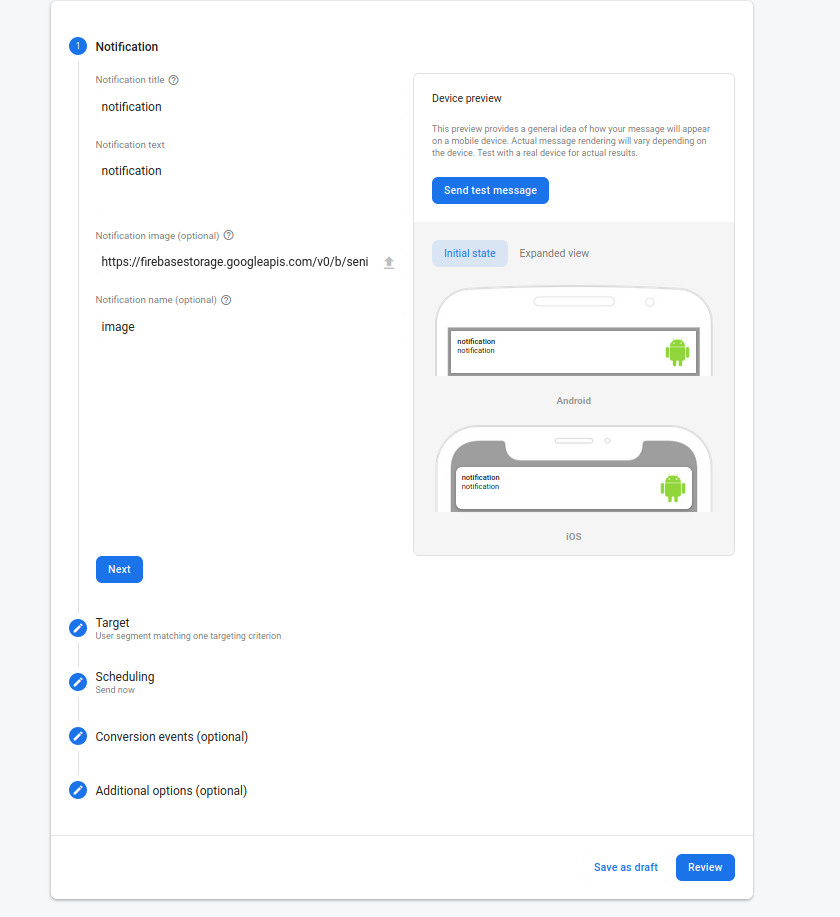 1 Notification
Notification title
notification
Notification text
notification
Notification image (optional)
https://firebasestorage.googleapis.com/v0/b/seni
Notification name (optional)
image
Next
Device preview
This preview provides a general idea of how your message will appear
on a mobile device. Actual message rendering will vary depending on
the device. Test with a real device for actual results.
Send test message
Initial state
Expanded view
notification
notification
Android
notification
notification
iOS
Target
User segment matching one targeting criterion
Scheduling
Send now
Conversion events (optional)
Additional options (optional)
Save as draft
Review